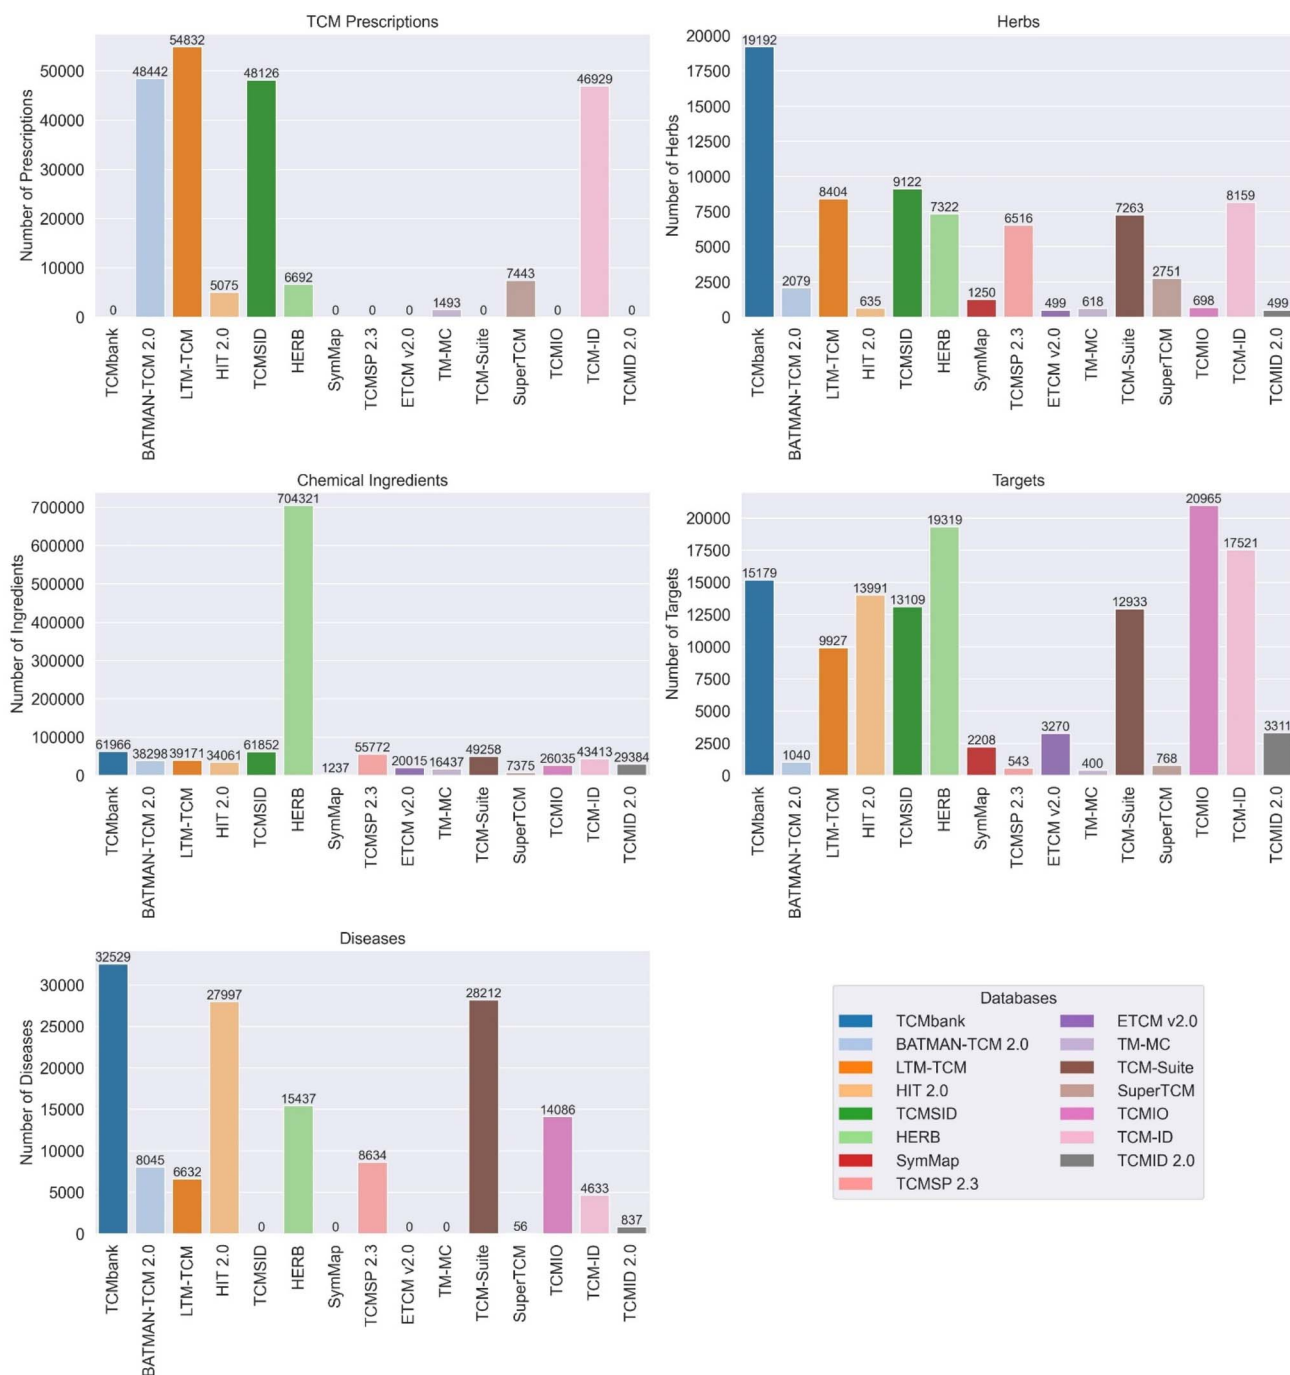 TCM Prescriptions
Number of Prescriptions
50000
40000
30000
20000
10000
0
0
48442
54832
5075
48126
6692
0
0
0
1493
0
7443
0
46929
0
TCMbank
BATMAN-TCM 2.0
LTM-TCM
HIT 2.0
TCMSID
HERB
SymMap
TCMSP 2.3
ETCM v2.0
TM-MC
TCM-Suite
SuperTCM
TCMIO
TCM-ID
TCMID 2.0
Herbs
Number of Herbs
20000
17500
15000
12500
10000
7500
5000
2500
0
19192
2079
8404
635
9122
7322
1250
6516
499
618
7263
2751
698
8159
499
TCMbank
BATMAN-TCM 2.0
LTM-TCM
HIT 2.0
TCMSID
HERB
SymMap
TCMSP 2.3
ETCM v2.0
TM-MC
TCM-Suite
SuperTCM
TCMIO
TCM-ID
TCMID 2.0
Chemical Ingredients
Number of Ingredients
700000
600000
500000
400000
300000
200000
100000
0
61966
38298
39171
34061
61852
704321
1237
55772
20015
16437
49258
7375
26035
43413
29384
TCMbank
BATMAN-TCM 2.0
LTM-TCM
HIT 2.0
TCMSID
HERB
SymMap
TCMSP 2.3
ETCM v2.0
TM-MC
TCM-Suite
SuperTCM
TCMIO
TCM-ID
TCMID 2.0
Targets
Number of Targets
20000
17500
15000
12500
10000
7500
5000
2500
0
15179
1040
9927
13991
13109
19319
2208
543
3270
400
12933
768
20965
17521
3311
TCMbank
BATMAN-TCM 2.0
LTM-TCM
HIT 2.0
TCMSID
HERB
SymMap
TCMSP 2.3
ETCM v2.0
TM-MC
TCM-Suite
SuperTCM
TCMIO
TCM-ID
TCMID 2.0
Diseases
Number of Diseases
30000
25000
20000
15000
10000
5000
0
32529
8045
6632
27997
0
15437
0
8634
0
0
28212
56
14086
4633
837
TCMbank
BATMAN-TCM 2.0
LTM-TCM
HIT 2.0
TCMSID
HERB
SymMap
TCMSP 2.3
ETCM v2.0
TM-MC
TCM-Suite
SuperTCM
TCMIO
TCM-ID
TCMID 2.0
Databases
TCMbank
BATMAN-TCM 2.0
LTM-TCM
HIT 2.0
TCMSID
HERB
SymMap
TCMSP 2.3
ETCM v2.0
TM-MC
TCM-Suite
SuperTCM
TCMIO
TCM-ID
TCMID 2.0